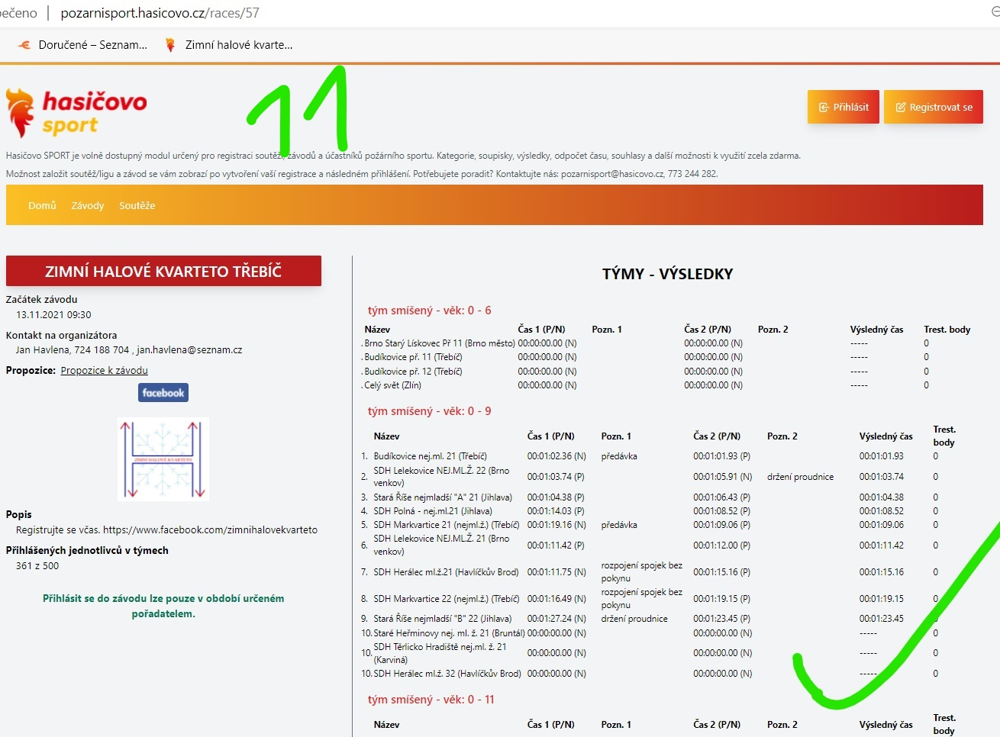 pečeno | pozarnisport.hasicovo.cz/races/57
Doručené – Seznam... Zimní halové kvarte...
11
hasičovo
sport
Přihlásit Registrovat se
Hasičovo SPORT je volně dostupný modul určený pro registraci soutěží, závodů a účastníků požárního sportu. Kategorie, soupisky, výsledky, odpočet času, souhlasy a další možnosti k využití zcela zdarma.
Možnost založit soutěž/ligu a závod se vám zobrazí po vytvoření vaší registrace a následném přihlášení. Potřebujete poradit? Kontaktujte nás: pozarnisport@hasicovo.cz, 773 244 282.
Domů Závody Soutěže
ZIMNÍ HALOVÉ KVARTETO TŘEBÍČ
Začátek závodu
13.11.2021 09:30
Kontakt na organizátora
Jan Havlena, 724 188 704 , jan.havlena@seznam.cz
Propozice: Propozice k závodu
facebook
ZIMNÍ HALOVÉ KVARTETO
Popis
Registrujte se včas. https://www.facebook.com/zimnihalovekvarteto
Přihlášených jednotlivců v týmech
361 z 500
Přihlásit se do závodu lze pouze v období určeném
pořadatelem.
TÝMY - VÝSLEDKY
tým smíšený - věk: 0 - 6
Název Čas 1 (P/N) Pozn. 1 Čas 2 (P/N) Pozn. 2 Výsledný čas Trest. body
. Brno Starý Lískovec Př 11 (Brno město) 00:00:00.00 (N) 00:00:00.00 (N) ----- 0
. Budíkovice př. 11 (Třebíč) 00:00:00.00 (N) 00:00:00.00 (N) ----- 0
. Budíkovice př. 12 (Třebíč) 00:00:00.00 (N) 00:00:00.00 (N) ----- 0
. Celý svět (Zlín) 00:00:00.00 (N) 00:00:00.00 (N) ----- 0
tým smíšený - věk: 0 - 9
Název Čas 1 (P/N) Pozn. 1 Čas 2 (P/N) Pozn. 2 Výsledný čas Trest.
body
1. Budíkovice nej.ml. 21 (Třebíč) 00:01:02.36 (N) předávka 00:01:01.93 (P) 00:01:01.93 0
2. SDH Lelekovice NEJ.ML.Ž. 22 (Brno
venkov) 00:01:03.74 (P) 00:01:05.91 (N) držení proudnice 00:01:03.74 0
3. Stará Říše nejmladší "A" 21 (Jihlava) 00:01:04.38 (P) 00:01:06.43 (P) 00:01:04.38 0
4. SDH Polná - nej.ml.21 (Jihlava) 00:01:14.03 (P) 00:01:08.52 (P) 00:01:08.52 0
5. SDH Markvartice 21 (nejml.ž.) (Třebíč) 00:01:19.16 (N) předávka 00:01:09.06 (P) 00:01:09.06 0
6. SDH Lelekovice NEJ.ML.Ž. 21 (Brno
venkov) 00:01:11.42 (P) 00:01:12.00 (P) 00:01:11.42 0
7. SDH Herálec ml.ž.21 (Havlíčkův Brod) 00:01:11.75 (N) rozpojení spojek bez
pokynu 00:01:15.16 (P) 00:01:15.16 0
8. SDH Markvartice 22 (nejml.ž.) (Třebíč) 00:01:16.49 (N) rozpojení spojek bez
pokynu 00:01:19.15 (P) 00:01:19.15 0
9. Stará Říše nejmladší "B" 22 (Jihlava) 00:01:27.24 (N) držení proudnice 00:01:23.45 (P) 00:01:23.45 0
10. Staré Heřminovy nej. ml. ž. 21 (Bruntál) 00:00:00.00 (N) 00:00:00.00 (N) ----- 0
10. SDH Těrlicko Hradiště nej.ml. ž. 21
(Karviná) 00:00:00.00 (N) 00:00:00.00 (N) ----- 0
10. SDH Herálec ml.ž. 32 (Havlíčkův Brod) 00:00:00.00 (N) 00:00:00.00 (N) ----- 0
tým smíšený - věk: 0 - 11
Název Čas 1 (P/N) Pozn. 1 Čas 2 (P/N) Pozn. 2 Výsledný čas Trest.
body